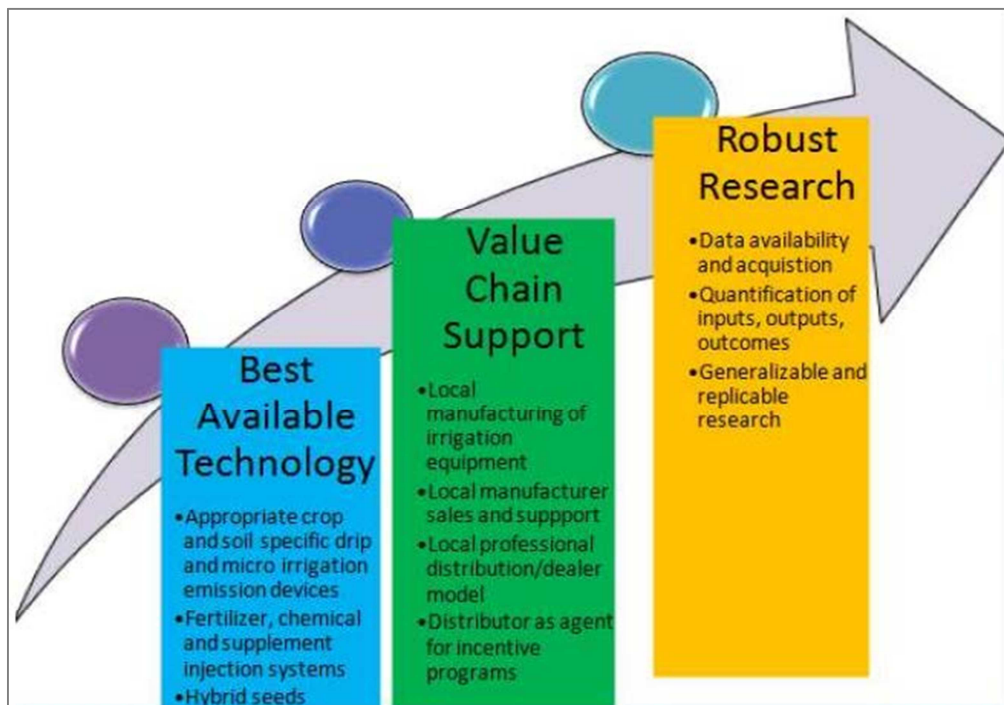 Best
Available
Technology
•Appropriate crop
and soil specific drip
and micro irrigation
emission devices
•Fertilizer, chemical
and supplement
injection systems
•Hybrid seeds
Value
Chain
Support
•Local
manufacturing of
irrigation
equipment
•Local manufacturer
sales and suppport
•Local professional
distribution/dealer
model
•Distributor as agent
for incentive
programs
Robust
Research
•Data availability
and acquistion
•Quantification of
inputs, outputs,
outcomes
•Generalizable and
replicable
research